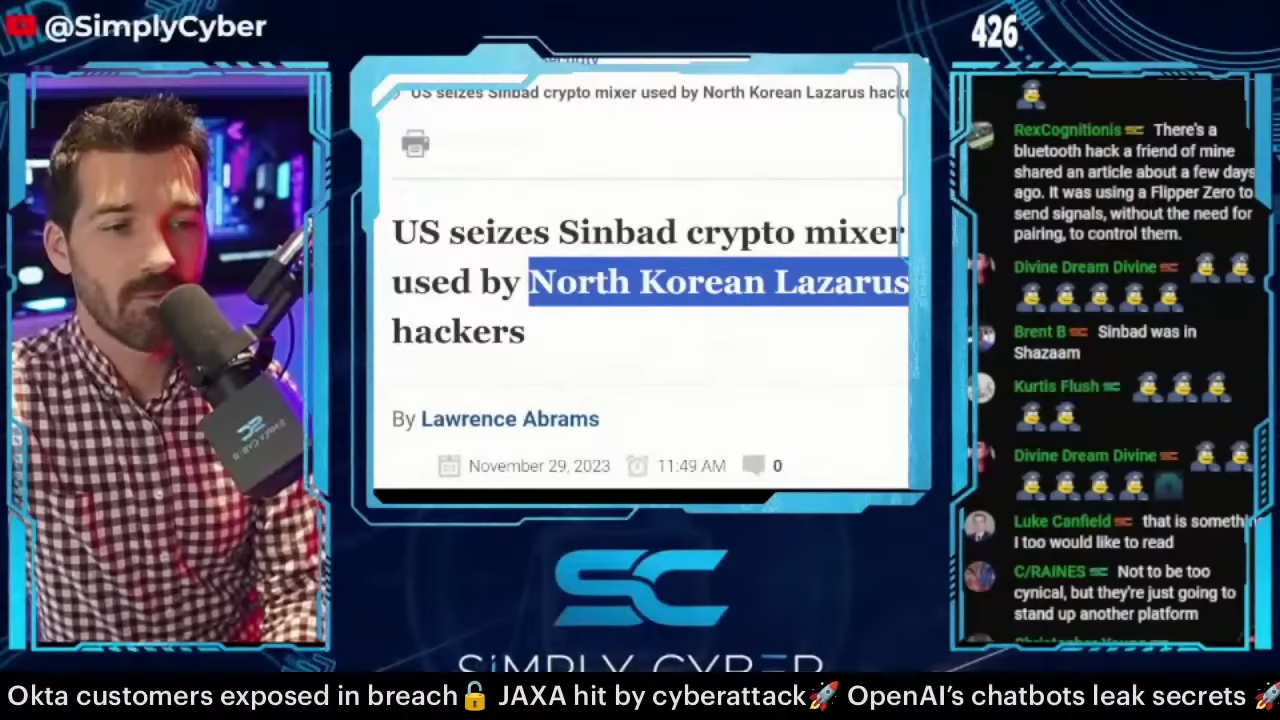 @SimplyCyber
426
security
US seizes Sinbad crypto mixer used by North Korean Lazarus
US seizes Sinbad crypto mixer
used by North Korean Lazarus
hackers
By Lawrence Abrams
November 29, 2023 11:49 AM 0
RexCognitionis There's a
bluetooth hack a friend of mine
shared an article about a few days
ago. It was using a Flipper Zero to
send signals, without the need for
pairing, to control them.
Divine Dream Divine
Brent B Sinbad was in
Shazaam
Kurtis Flush
Divine Dream Divine
Luke Canfield that is something
I too would like to read
C/RAINES Not to be too
cynical, but they're just going to
stand up another platform
SC
SIMPLY CYBER
Okta customers exposed in breach🔓 JAXA hit by cyberattack🚀 OpenAI's chatbots leak secrets 🚀